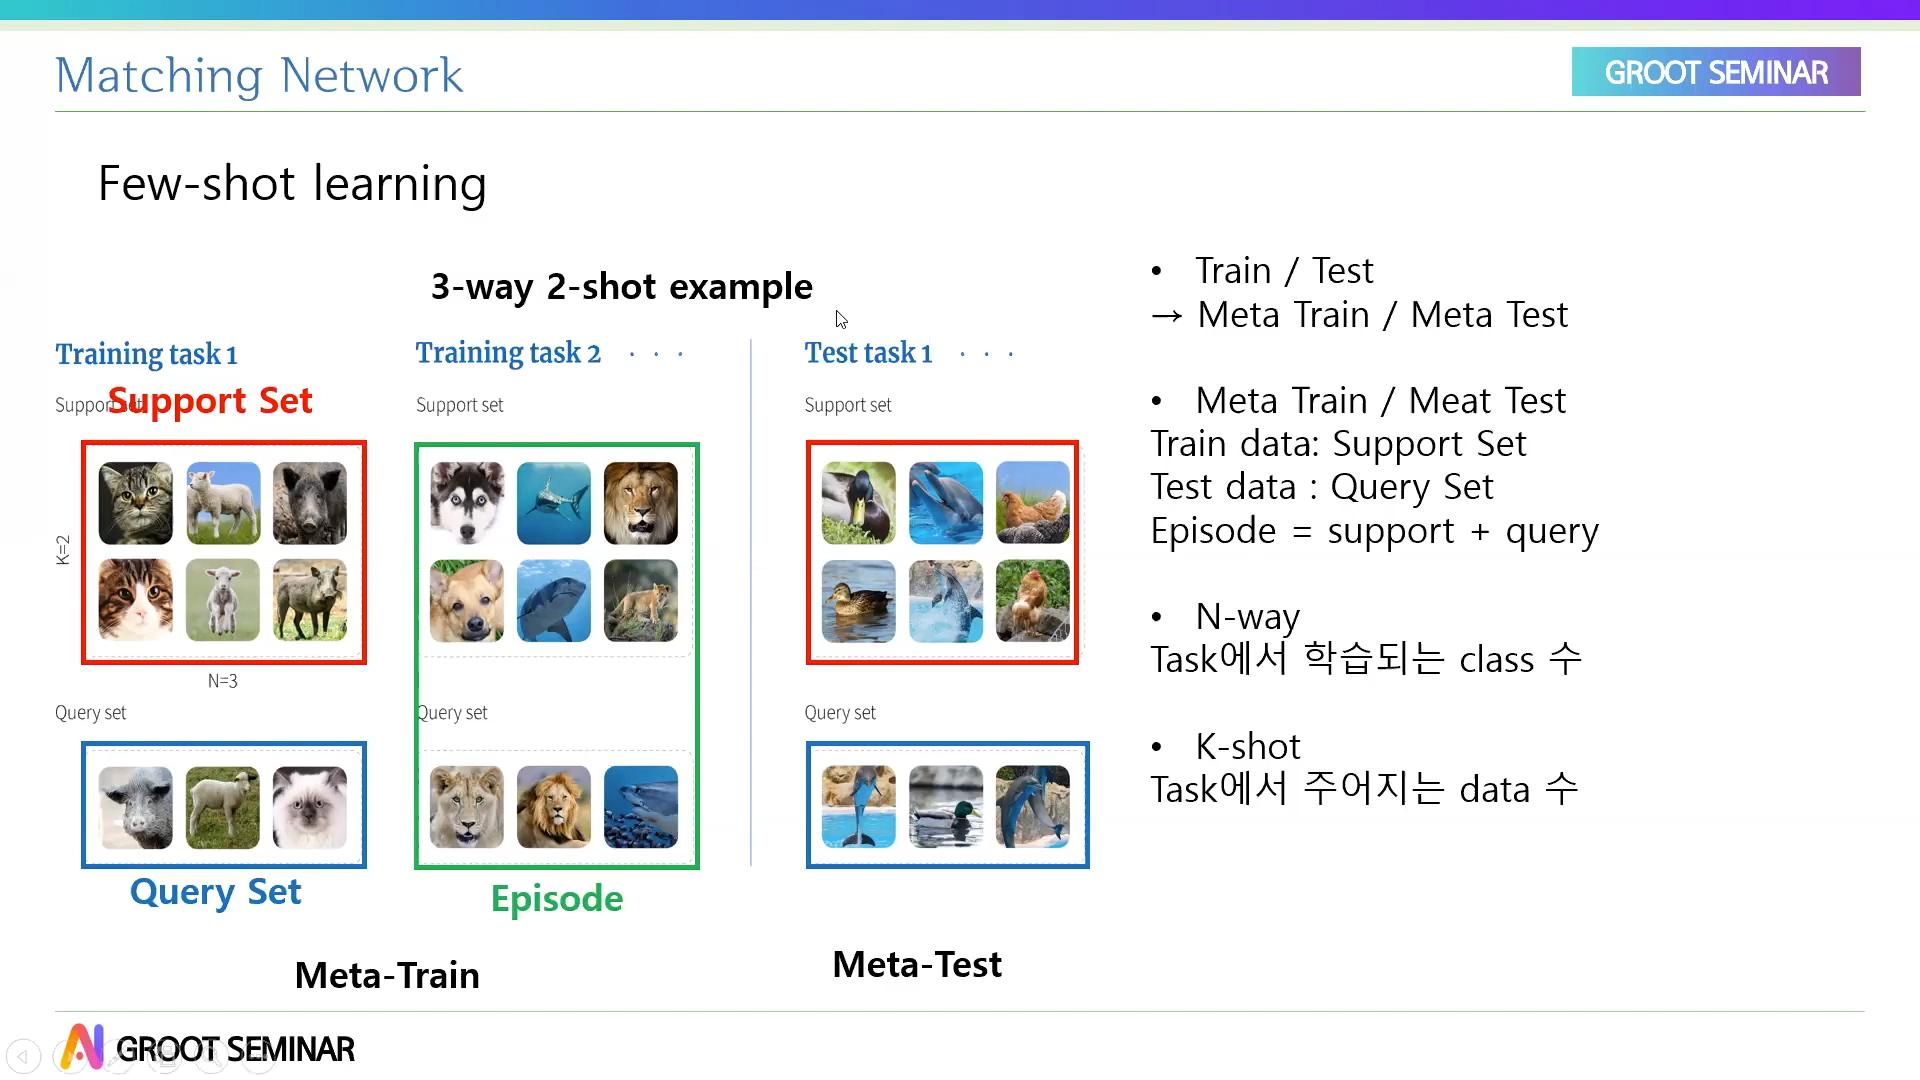 Matching Network
GROOT SEMINAR
Few-shot learning
3-way 2-shot example
Training task 1
Training task 2 . . .
Test task 1 . . .
Support set
Support Set
Support set
Support set
K=2
N=3
Query set
Query set
Query set
Query Set
Episode
Meta-Train
Meta-Test
• Train / Test
→ Meta Train / Meta Test
• Meta Train / Meat Test
Train data: Support Set
Test data : Query Set
Episode = support + query
• N-way
Task에서 학습되는 class 수
• K-shot
Task에서 주어지는 data 수
AI GROOT SEMINAR